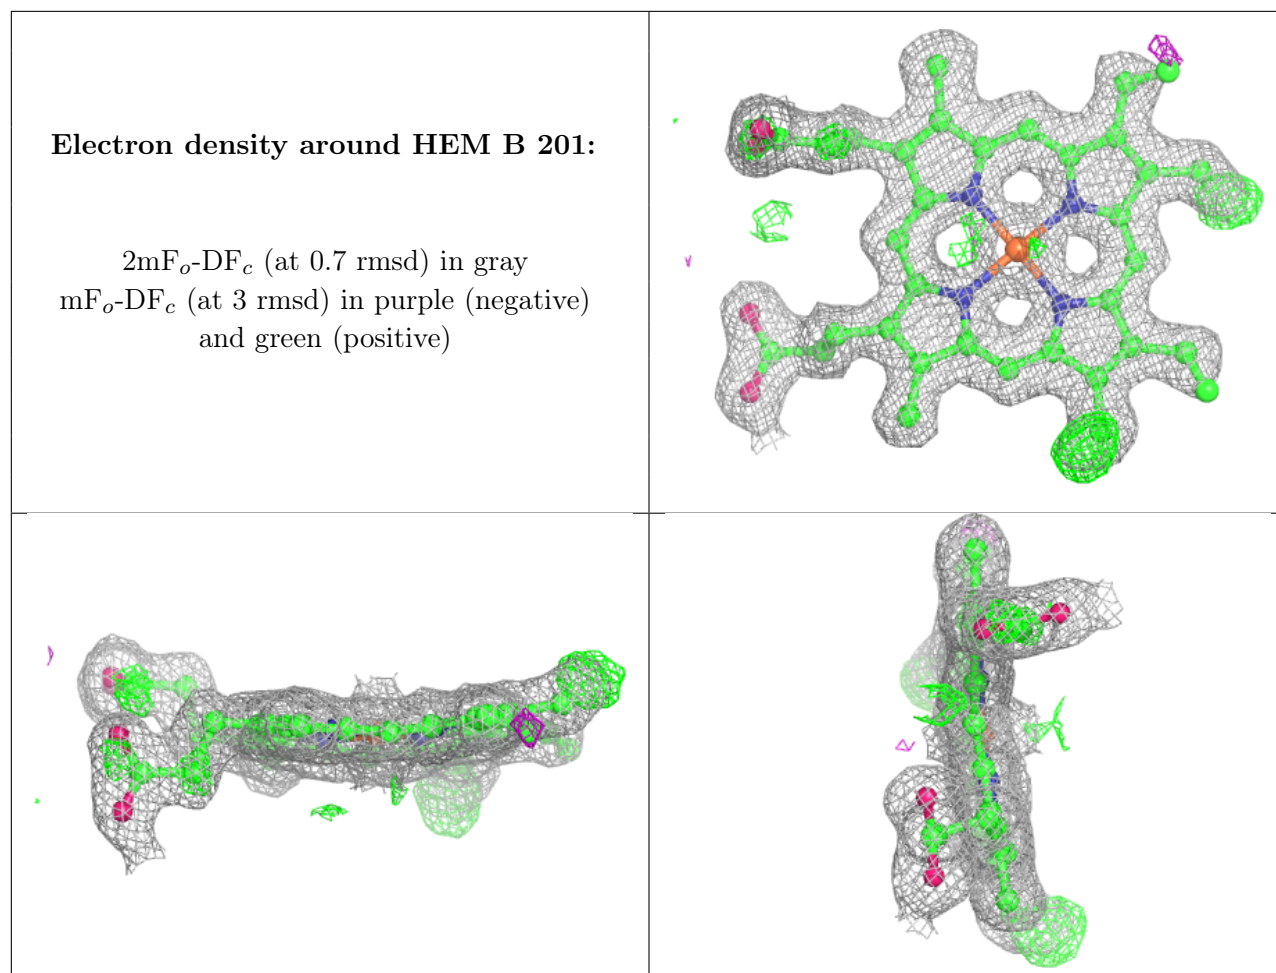 Electron density around HEM B 201:
2mFo-DFc (at 0.7 rmsd) in gray
mFo-DFc (at 3 rmsd) in purple (negative)
and green (positive)